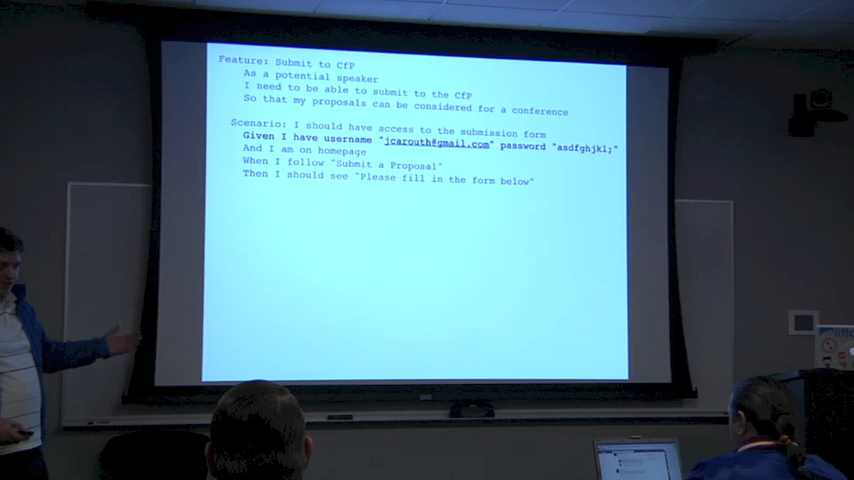 Feature: Submit to CfP
As a potential speaker
I need to be able to submit to the CfP
So that my proposals can be considered for a conference
Scenario: I should have access to the submission form
Given I have username "jcarouth@gmail.com" password "asdfghjkl;"
And I am on homepage
When I follow "Submit a Proposal"
Then I should see "Please fill in the form below"